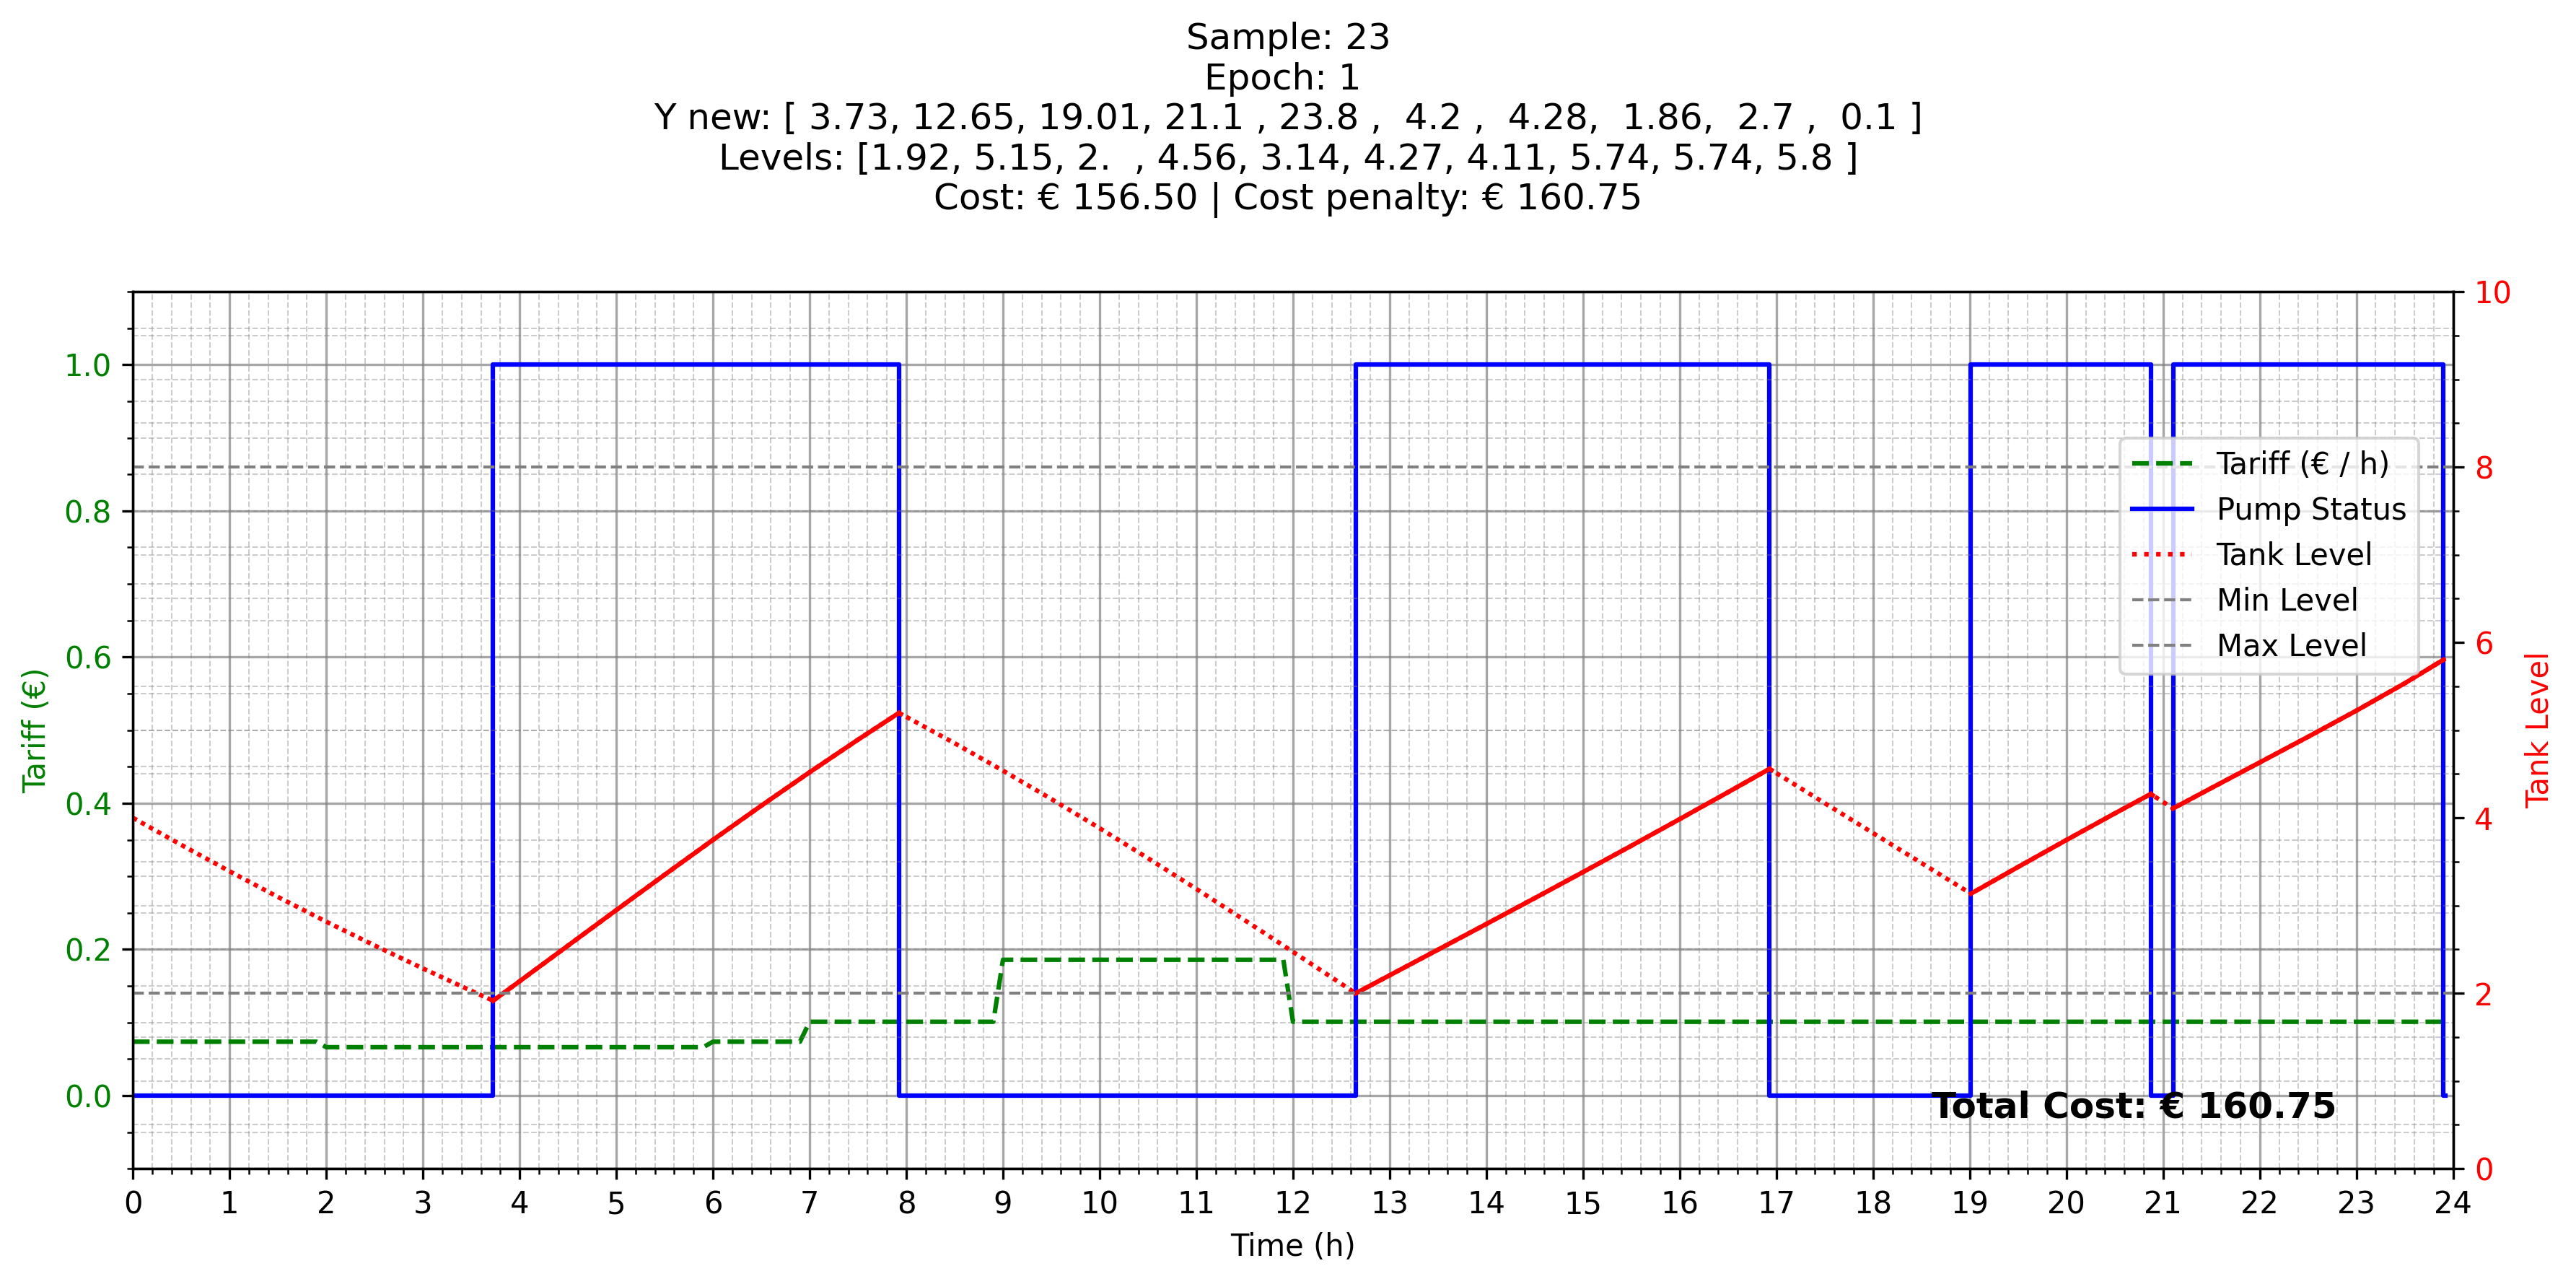 Sample: 23
Epoch: 1
Y new: [ 3.73, 12.65, 19.01, 21.1 , 23.8 ,  4.2 ,  4.28,  1.86,  2.7 ,  0.1 ]
Levels: [1.92, 5.15, 2.  , 4.56, 3.14, 4.27, 4.11, 5.74, 5.74, 5.8 ]
Cost: € 156.50 | Cost penalty: € 160.75
Tariff (€)
1.0
0.8
0.6
0.4
0.2
0.0
10
8
6
4
2
0
Tank Level
Tariff (€ / h)
Pump Status
Tank Level
Min Level
Max Level
Total Cost: € 160.75
0 1 2 3 4 5 6 7 8 9 10 11 12 13 14 15 16 17 18 19 20 21 22 23 24
Time (h)